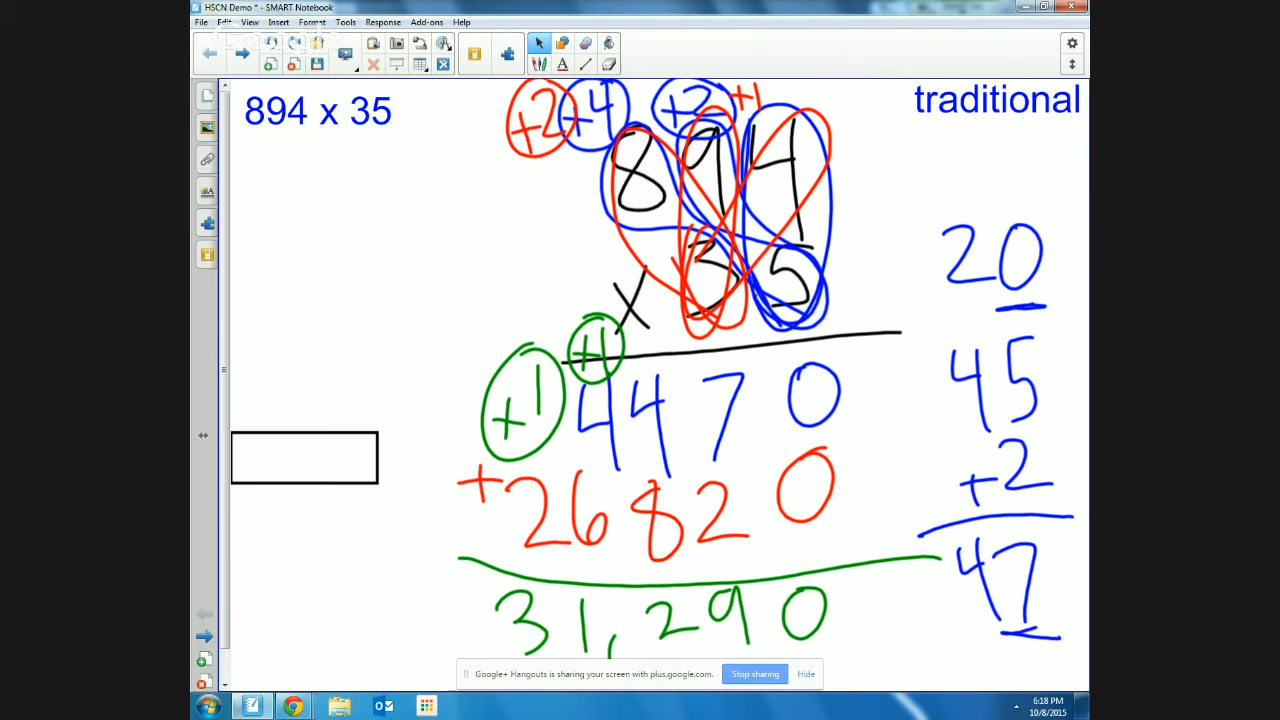 HSCN Demo * - SMART Notebook
File Edit View Insert Format Tools Response Add-ons Help
Google
894 x 35
traditional
+2 +4 +2 +1
894
x 35
+1 +1
4470
+ 26820
31,290
20
45
+2
47
Google+ Hangouts is sharing your screen with plus.google.com. Stop sharing Hide
6:18 PM
10/8/2015